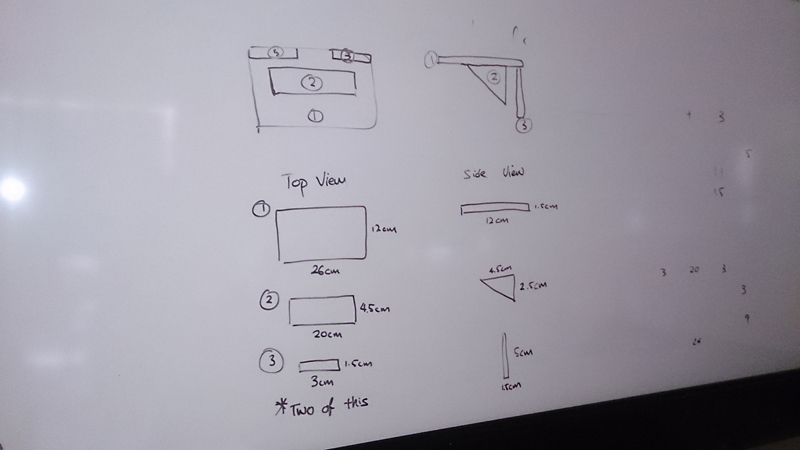 ③ ③
②
①
①
②
③
Top View
Side View
①
12cm
26cm
1.5cm
12cm
②
4.5cm
20cm
4.5cm
2.5cm
③
1.5cm
3cm
5cm
1.5cm
*Two of this
3
5
15
3 20 3
3
9